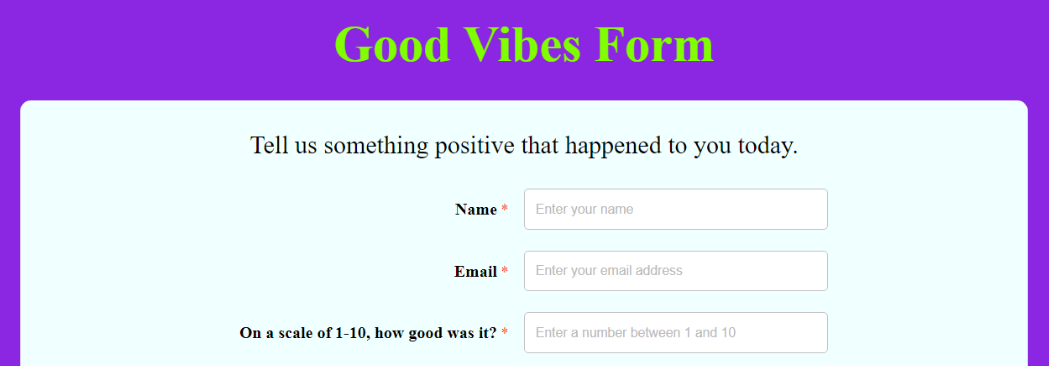 Good Vibes Form
Tell us something positive that happened to you today.
Name * Enter your name
Email * Enter your email address
On a scale of 1-10, how good was it? * Enter a number between 1 and 10